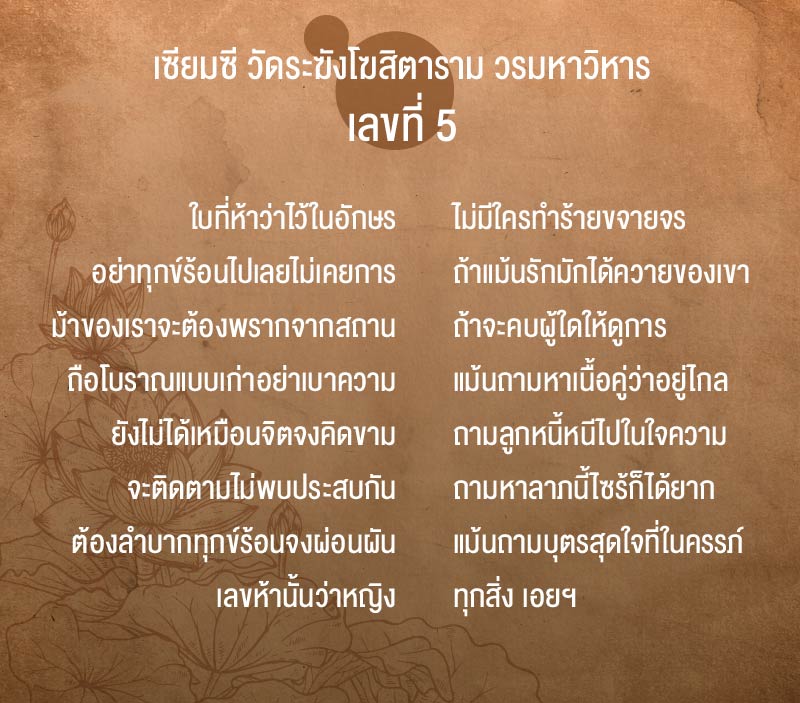 เซียมซี วัดระฆังโฆสิตาราม วรมหาวิหาร
เลขที่ 5
ใบที่ห้าว่าไว้ในอักษร ไม่มีใครทำร้ายขจายจร
อย่าทุกข์ร้อนไปเลยไม่เคยการ ถ้าแม้นรักมักได้ควายของเขา
ม้าของเราจะต้องพรากจากสถาน ถ้าจะคบผู้ใดให้ดูการ
ถือโบราณแบบเก่าอย่าเบาความ แม้นถามหาเนื้อคู่ว่าอยู่ไกล
ยังไม่ได้เหมือนจิตจงคิดขาม ถามลูกหนี้หนีไปในใจความ
จะติดตามไม่พบประสบกัน ถามหาลาภนี้ไซร้ก็ได้ยาก
ต้องลำบากทุกข์ร้อนจงผ่อนผัน แม้นถามบุตรสุดใจที่ในครรภ์
เลขห้านั้นว่าหญิง ทุกสิ่ง เอยฯ